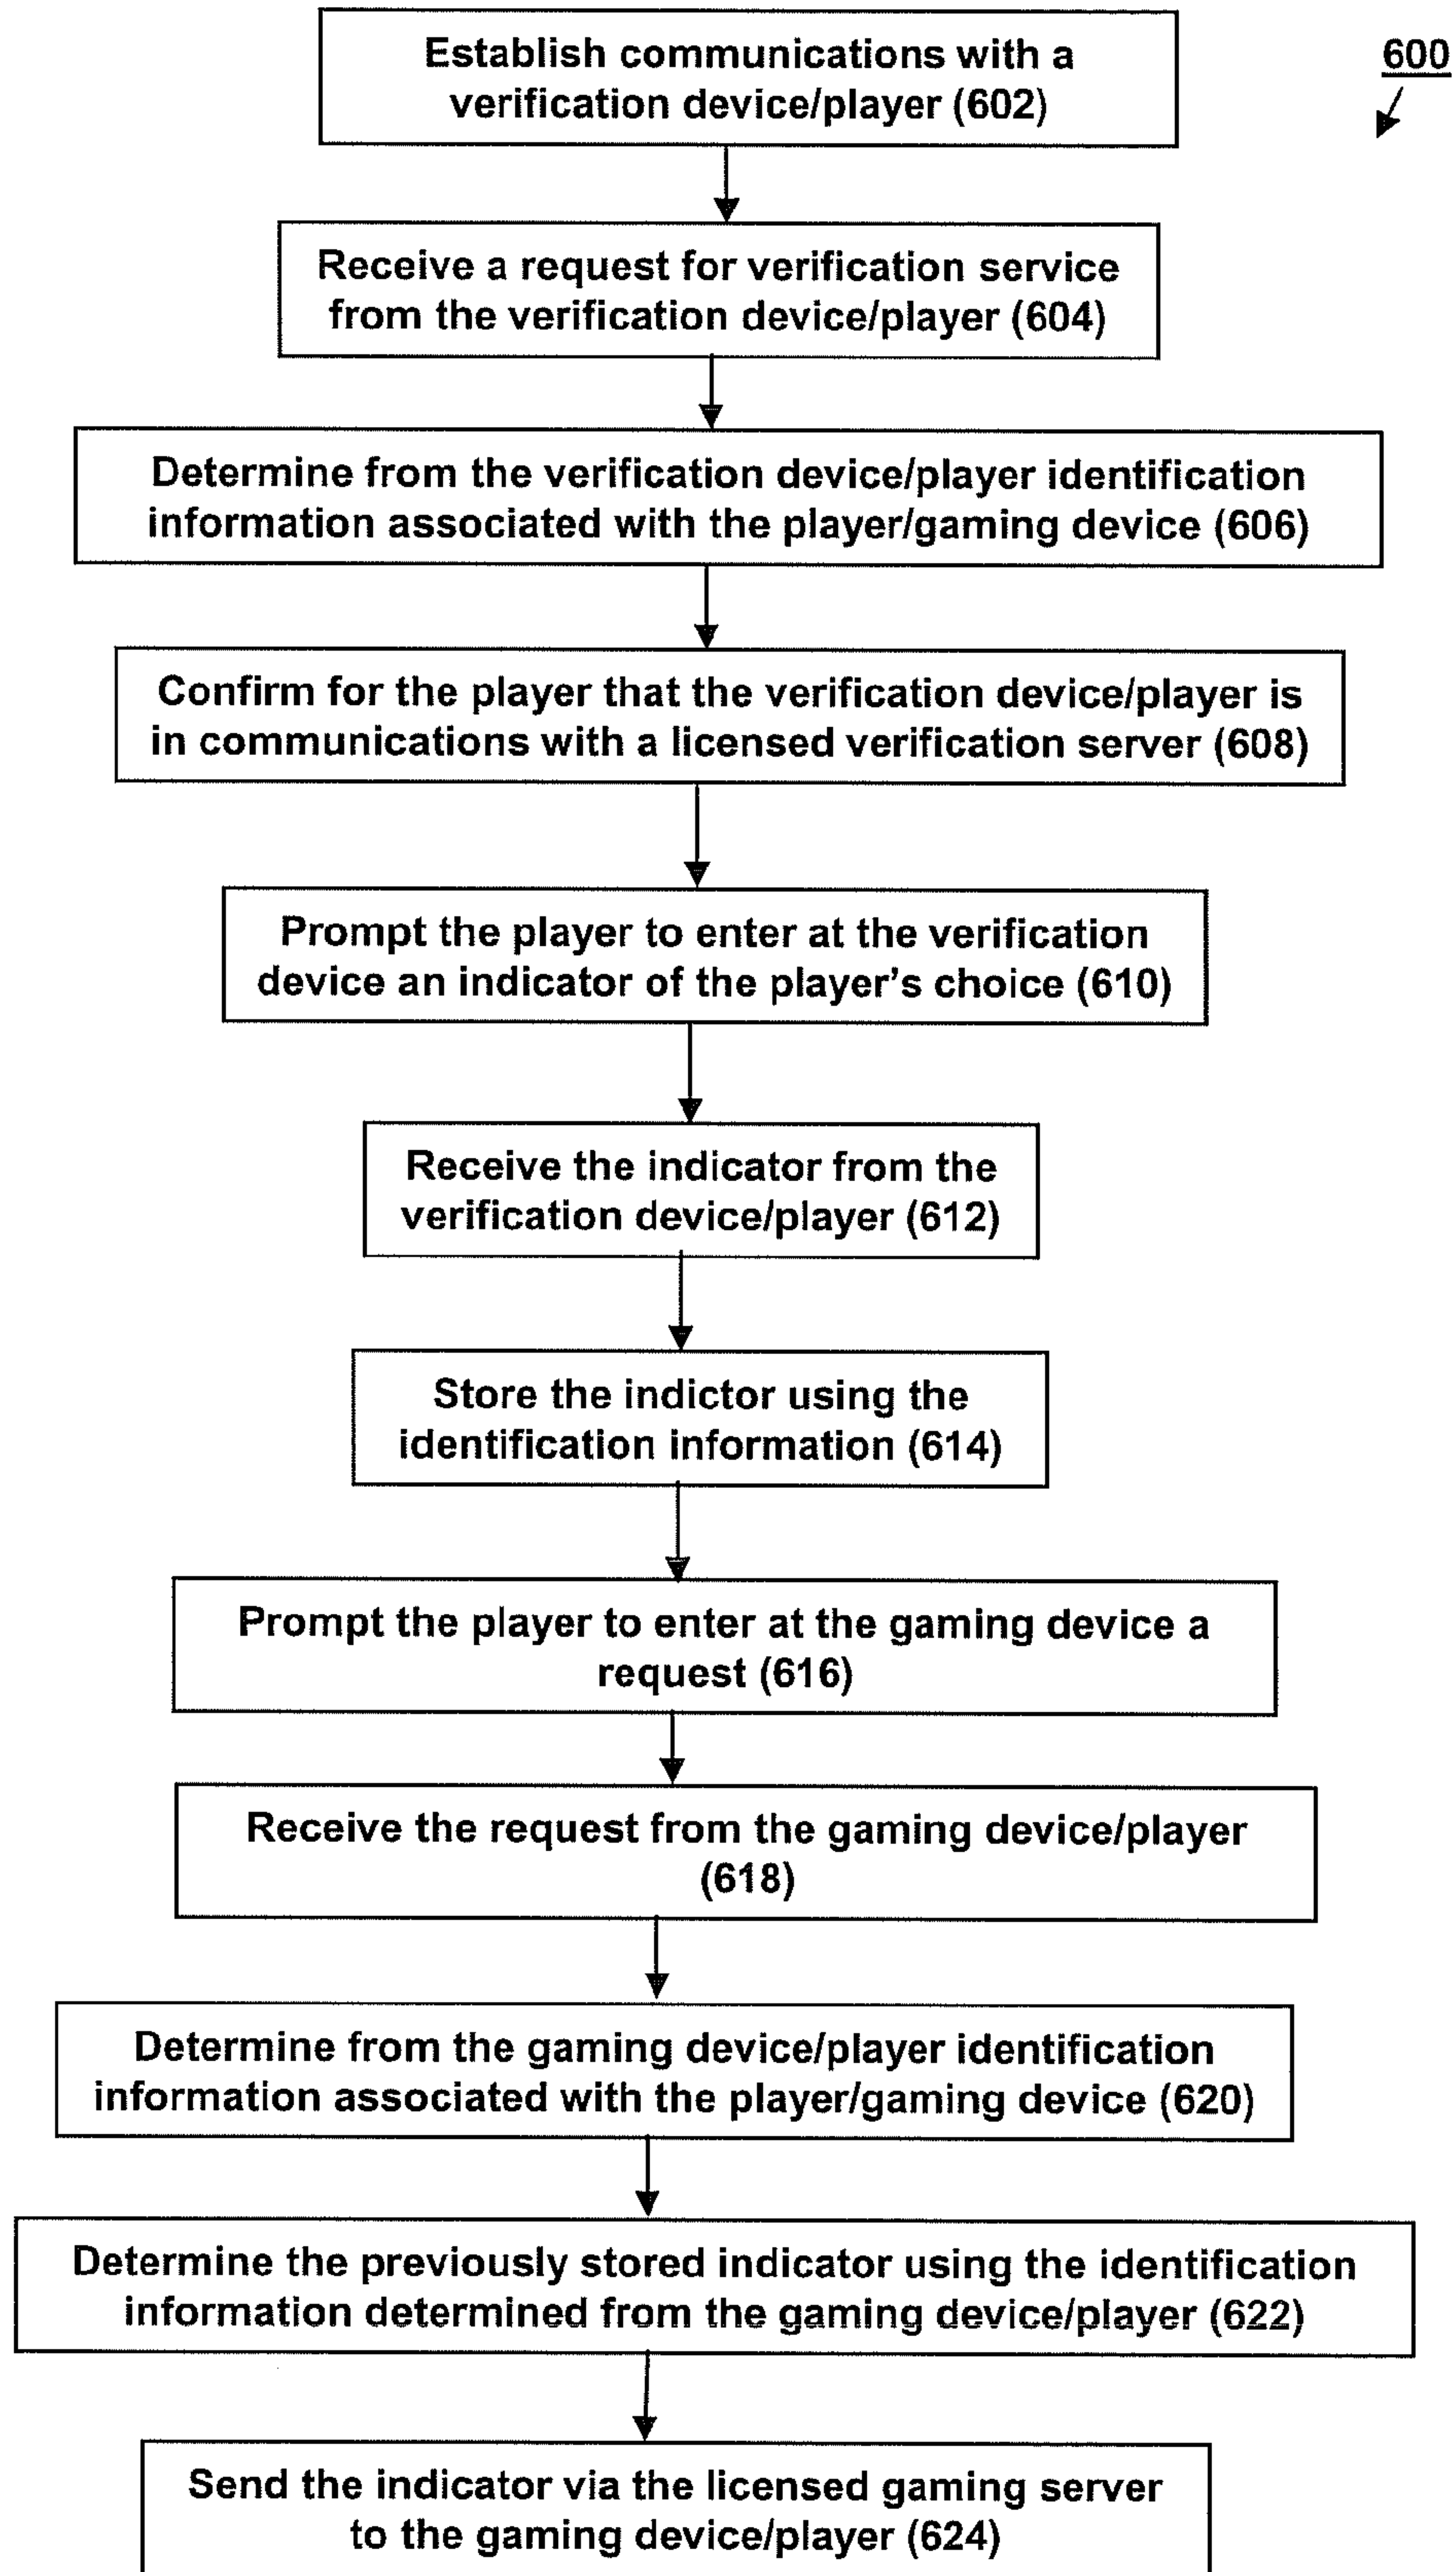 Establish communications with a
verification device/player (602)
600
Receive a request for verification service
from the verification device/player (604)
Determine from the verification device/player identification
information associated with the player/gaming device (606)
Confirm for the player that the verification device/player is
in communications with a licensed verification server (608)
Prompt the player to enter at the verification
device an indicator of the player's choice (610)
Receive the indicator from the
verification device/player (612)
Store the indictor using the
identification information (614)
Prompt the player to enter at the gaming device a
request (616)
Receive the request from the gaming device/player
(618)
Determine from the gaming device/player identification
information associated with the player/gaming device (620)
Determine the previously stored indicator using the identification
information determined from the gaming device/player (622)
Send the indicator via the licensed gaming server
to the gaming device/player (624)